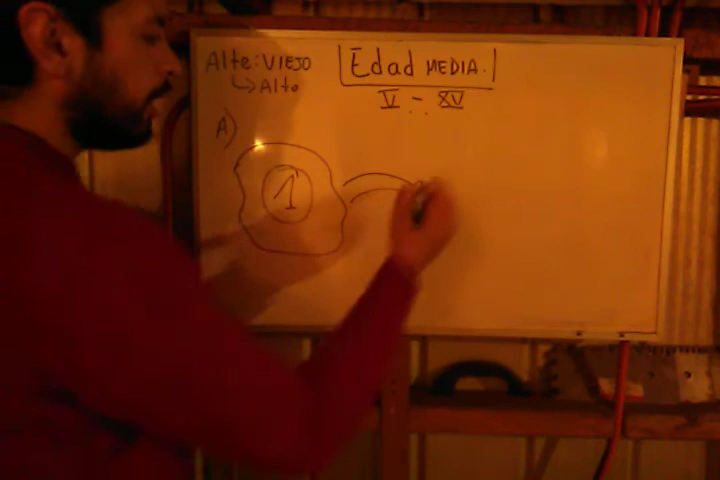 Alte: VIEJO
↳ Alto
Edad MEDIA.
V - XV
A)
1